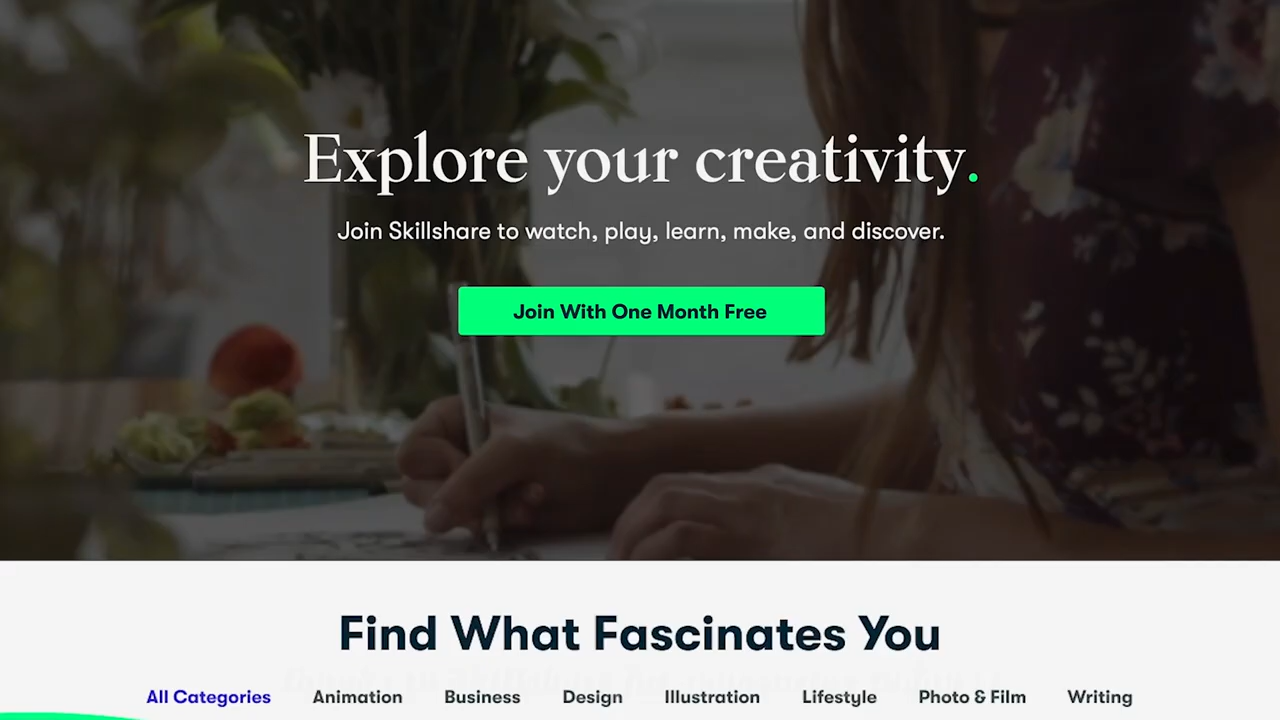 Explore your creativity.
Join Skillshare to watch, play, learn, make, and discover.
Join With One Month Free
Find What Fascinates You
All Categories Animation Business Design Illustration Lifestyle Photo & Film Writing